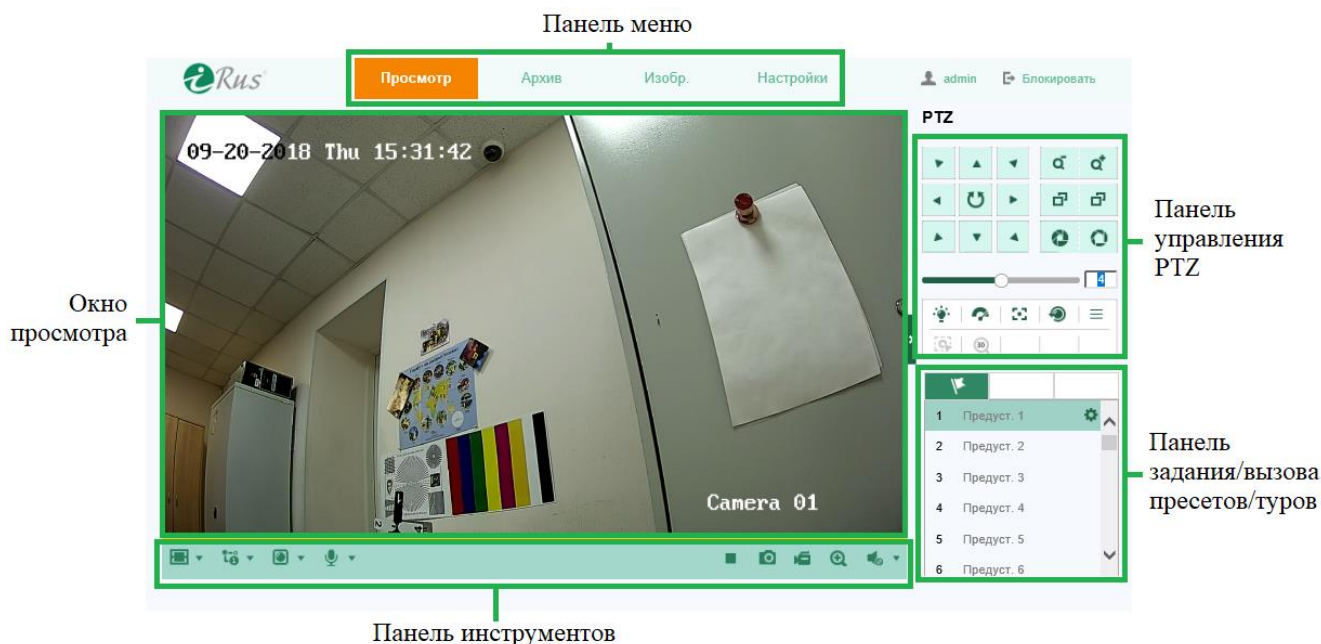 Панель меню
iRus
Просмотр Архив Изобр. Настройки
admin Блокировать
PTZ
09-20-2018 Thu 15:31:42
Панель
управления
PTZ
4
Окно
просмотра
3D
1 Предуст. 1
2 Предуст. 2
3 Предуст. 3
4 Предуст. 4
5 Предуст. 5
6 Предуст. 6
Панель
задания/вызова
пресетов/туров
Camera 01
Панель инструментов